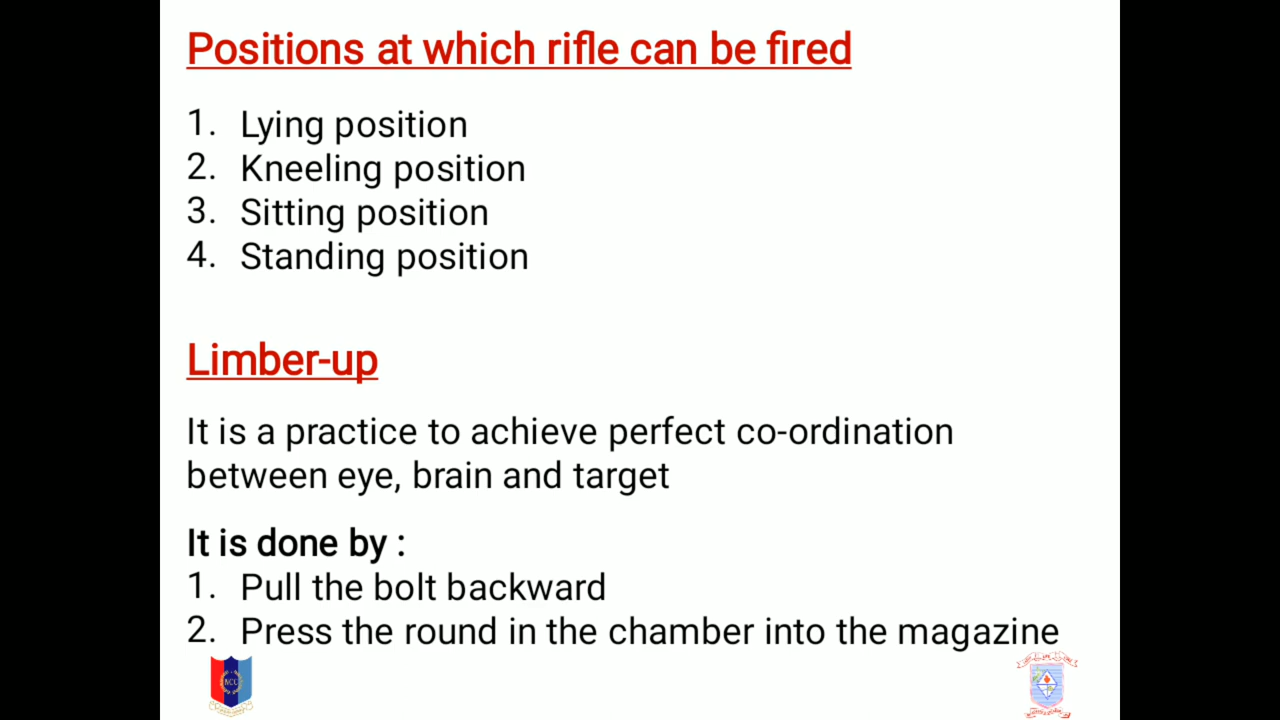 Positions at which rifle can be fired
1. Lying position
2. Kneeling position
3. Sitting position
4. Standing position
Limber-up
It is a practice to achieve perfect co-ordination
between eye, brain and target
It is done by :
1. Pull the bolt backward
2. Press the round in the chamber into the magazine
NCC